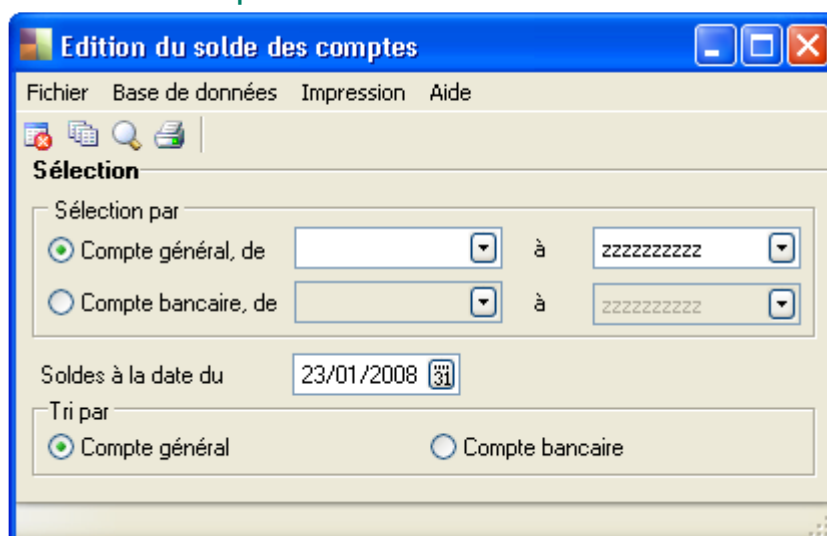 Edition du solde des comptes
Fichier Base de données Impression Aide
Sélection
Sélection par
Compte général, de à zzzzzzzzzz
Compte bancaire, de à zzzzzzzzzz
Soldes à la date du 23/01/2008 31
Tri par
Compte général Compte bancaire